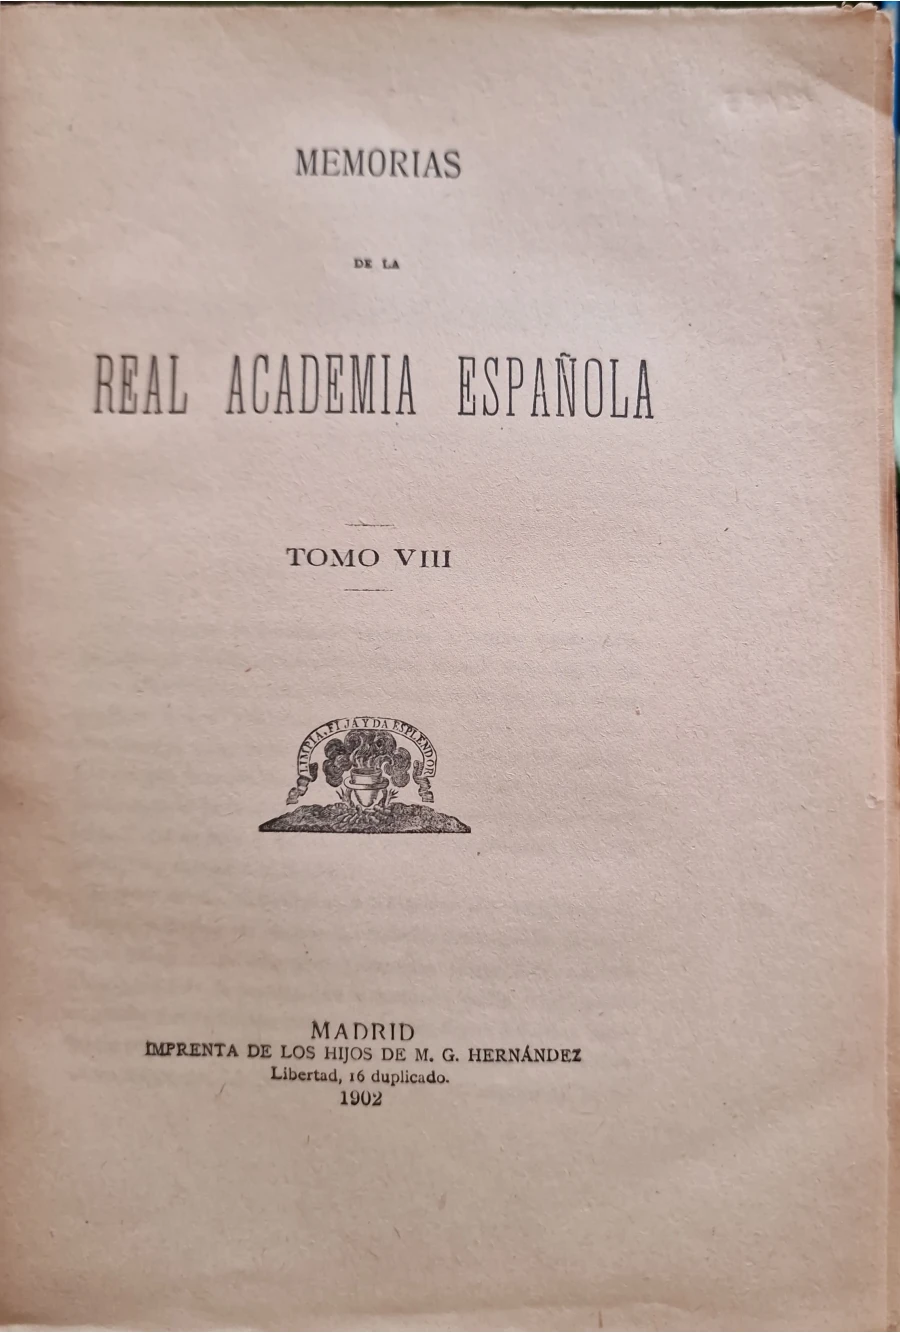 MEMORIAS
DE LA
REAL ACADEMIA ESPAÑOLA
TOMO VIII
LIMPIA, FIJA Y DA ESPLENDOR
MADRID
IMPRENTA DE LOS HIJOS DE M. G. HERNÁNDEZ
Libertad, 16 duplicado.
1902